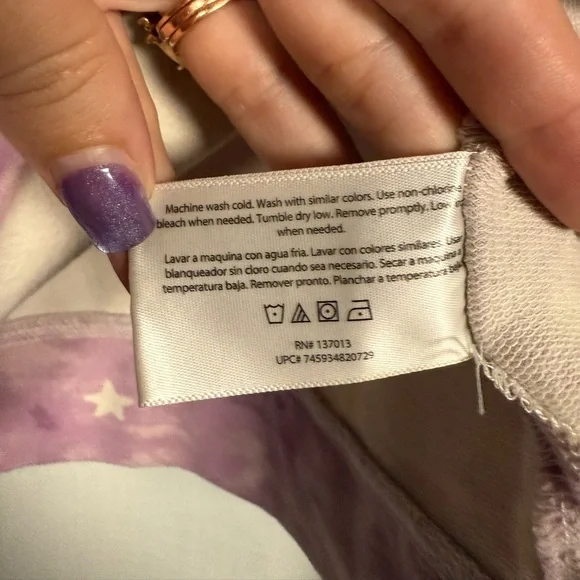 Machine wash cold. Wash with similar colors. Use non-chlorine
bleach when needed. Tumble dry low. Remove promptly.
when needed.
Lavar a maquina con agua fria. Lavar con colores similares. Usar
blanqueador sin cloro cuando sea necesario. Secar a maquina a
temperatura baja. Remover pronto. Planchar a temperatura
RN# 137013
UPC# 745934820729